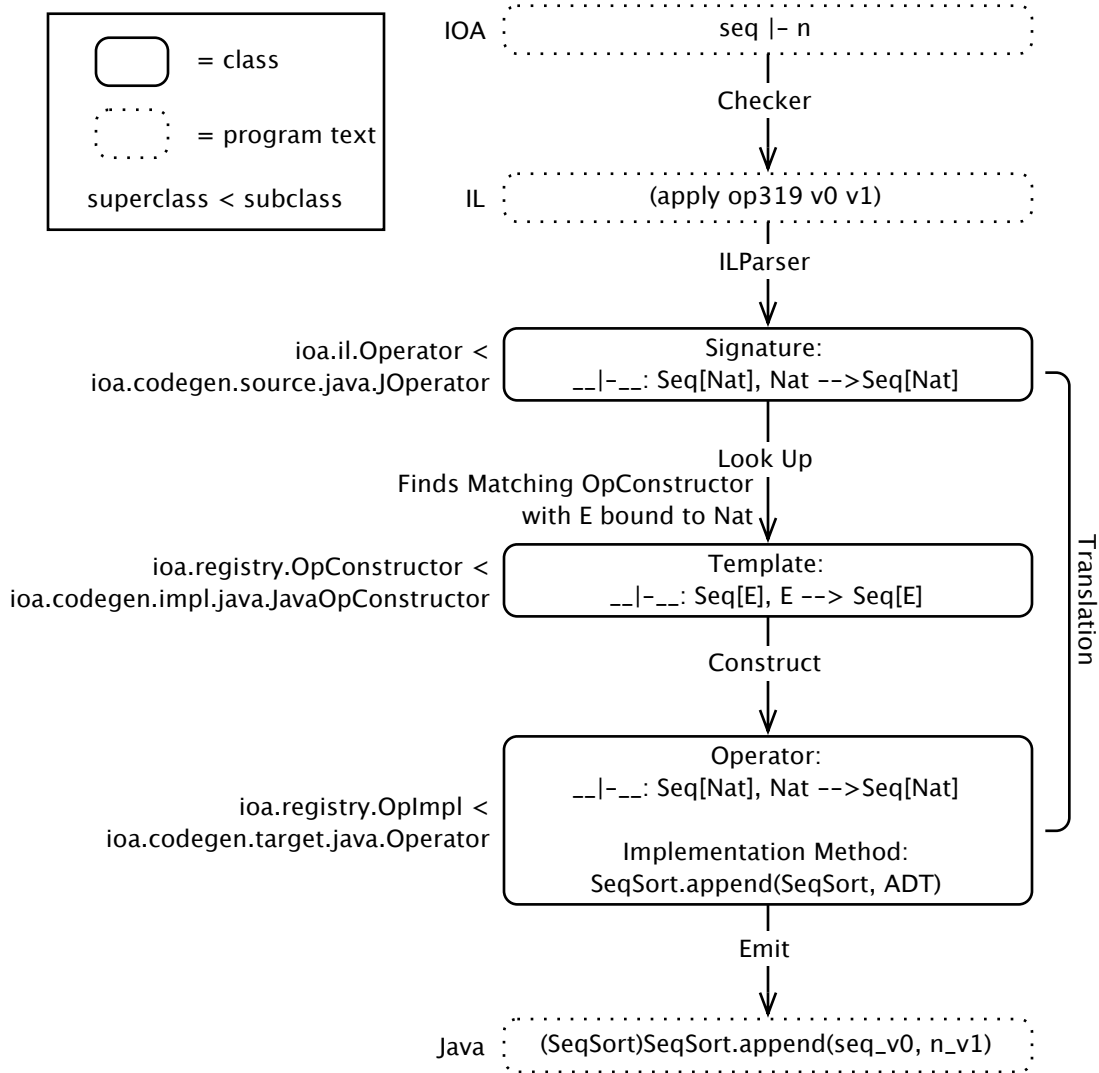 = class
= program text
superclass < subclass
IOA
seq |- n
Checker
IL
(apply op319 v0 v1)
ILParser
ioa.il.Operator <
ioa.codegen.source.java.JOperator
Signature:
__|-__: Seq[Nat], Nat -->Seq[Nat]
Look Up
Finds Matching OpConstructor
with E bound to Nat
ioa.registry.OpConstructor <
ioa.codegen.impl.java.JavaOpConstructor
Template:
__|-__: Seq[E], E --> Seq[E]
Translation
Construct
ioa.registry.OpImpl <
ioa.codegen.target.java.Operator
Operator:
__|-__: Seq[Nat], Nat -->Seq[Nat]
Implementation Method:
SeqSort.append(SeqSort, ADT)
Emit
Java
(SeqSort)SeqSort.append(seq_v0, n_v1)